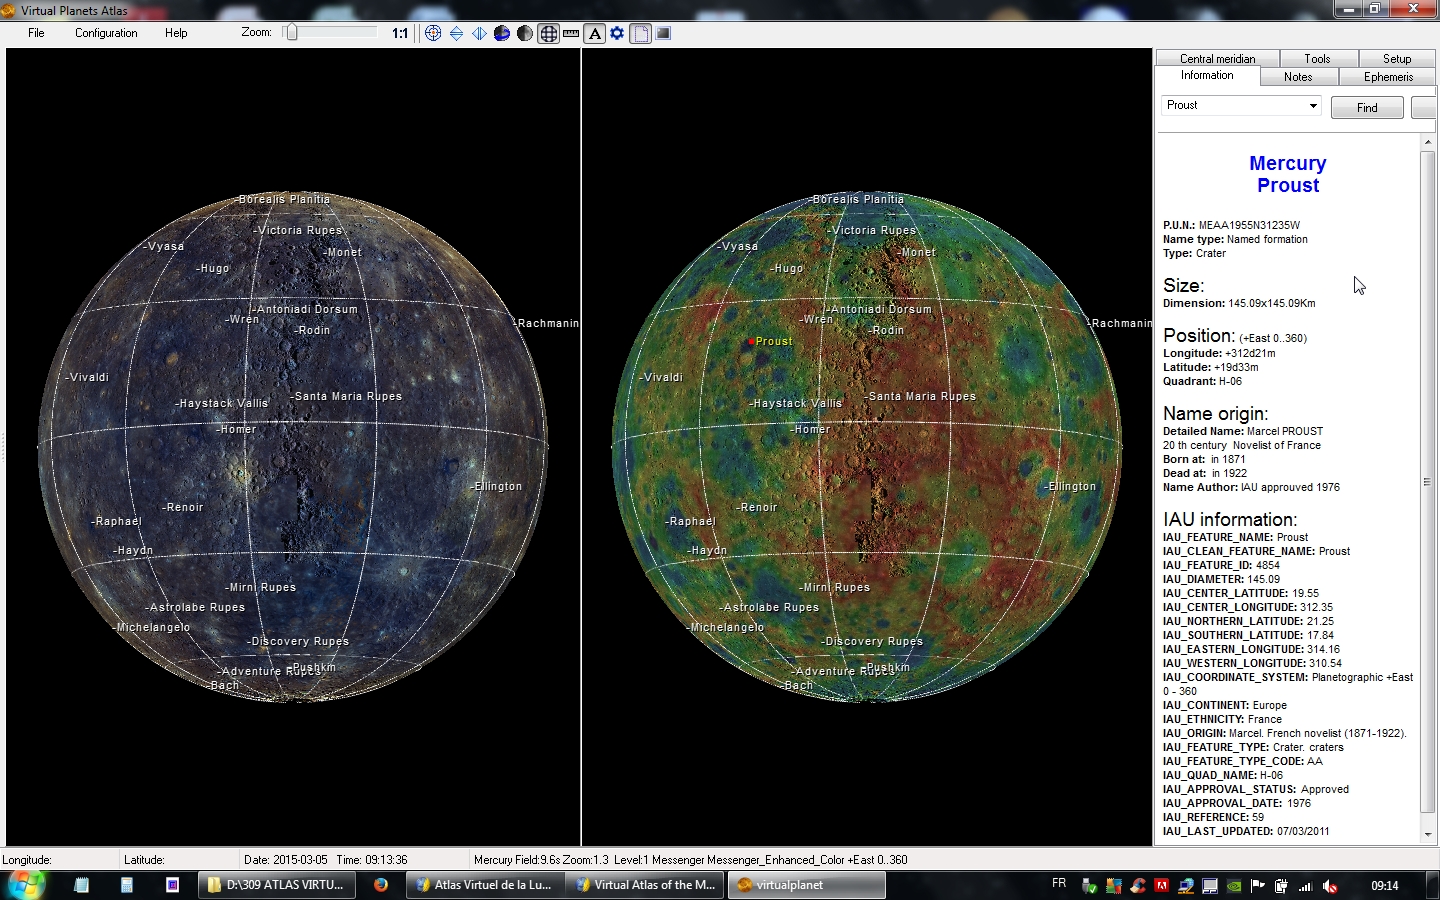 Virtual Planets Atlas
File Configuration Help Zoom: 1:1 A
Central meridian Tools Setup
Information Notes Ephemeris
Proust Find
-Borealis Planitia
-Victoria Rupes
-Vyasa
-Monet
-Hugo
-Antoniadi Dorsum
-Wren
-Rodin
-Rachmanin
-Vivaldi
-Santa Maria Rupes
-Haystack Vallis
-Homer
-Ellington
-Renoir
-Raphael
-Haydn
-Mirni Rupes
-Astrolabe Rupes
-Michelangelo
-Discovery Rupes
-Pushkin
-Adventure Rupes
-Bach
-Borealis Planitia
-Victoria Rupes
-Vyasa
-Monet
-Hugo
-Antoniadi Dorsum
-Wren
-Rodin
-Rachmanin
Proust
-Vivaldi
-Santa Maria Rupes
-Haystack Vallis
-Homer
-Ellington
-Renoir
-Raphael
-Haydn
-Mirni Rupes
-Astrolabe Rupes
-Michelangelo
-Discovery Rupes
-Pushkin
-Adventure Rupes
-Bach
Mercury
Proust
P.U.N.: MEAA1955N31235W
Name type: Named formation
Type: Crater
Size:
Dimension: 145.09x145.09Km
Position: (+East 0..360)
Longitude: +312d21m
Latitude: +19d33m
Quadrant: H-06
Name origin:
Detailed Name: Marcel PROUST
20 th century Novelist of France
Born at: in 1871
Dead at: in 1922
Name Author: IAU approuved 1976
IAU information:
IAU_FEATURE_NAME: Proust
IAU_CLEAN_FEATURE_NAME: Proust
IAU_FEATURE_ID: 4854
IAU_DIAMETER: 145.09
IAU_CENTER_LATITUDE: 19.55
IAU_CENTER_LONGITUDE: 312.35
IAU_NORTHERN_LATITUDE: 21.25
IAU_SOUTHERN_LATITUDE: 17.84
IAU_EASTERN_LONGITUDE: 314.16
IAU_WESTERN_LONGITUDE: 310.54
IAU_COORDINATE_SYSTEM: Planetographic +East
0 - 360
IAU_CONTINENT: Europe
IAU_ETHNICITY: France
IAU_ORIGIN: Marcel. French novelist (1871-1922).
IAU_FEATURE_TYPE: Crater. craters
IAU_FEATURE_TYPE_CODE: AA
IAU_QUAD_NAME: H-06
IAU_APPROVAL_STATUS: Approved
IAU_APPROVAL_DATE: 1976
IAU_REFERENCE: 59
IAU_LAST_UPDATED: 07/03/2011
Longitude: Latitude: Date: 2015-03-05 Time: 09:13:36 Mercury Field:9.6s Zoom:1.3 Level:1 Messenger Messenger_Enhanced_Color +East 0..360
D:\309 ATLAS VIRTU... Atlas Virtuel de la Lu... Virtual Atlas of the M... virtualplanet FR 09:14